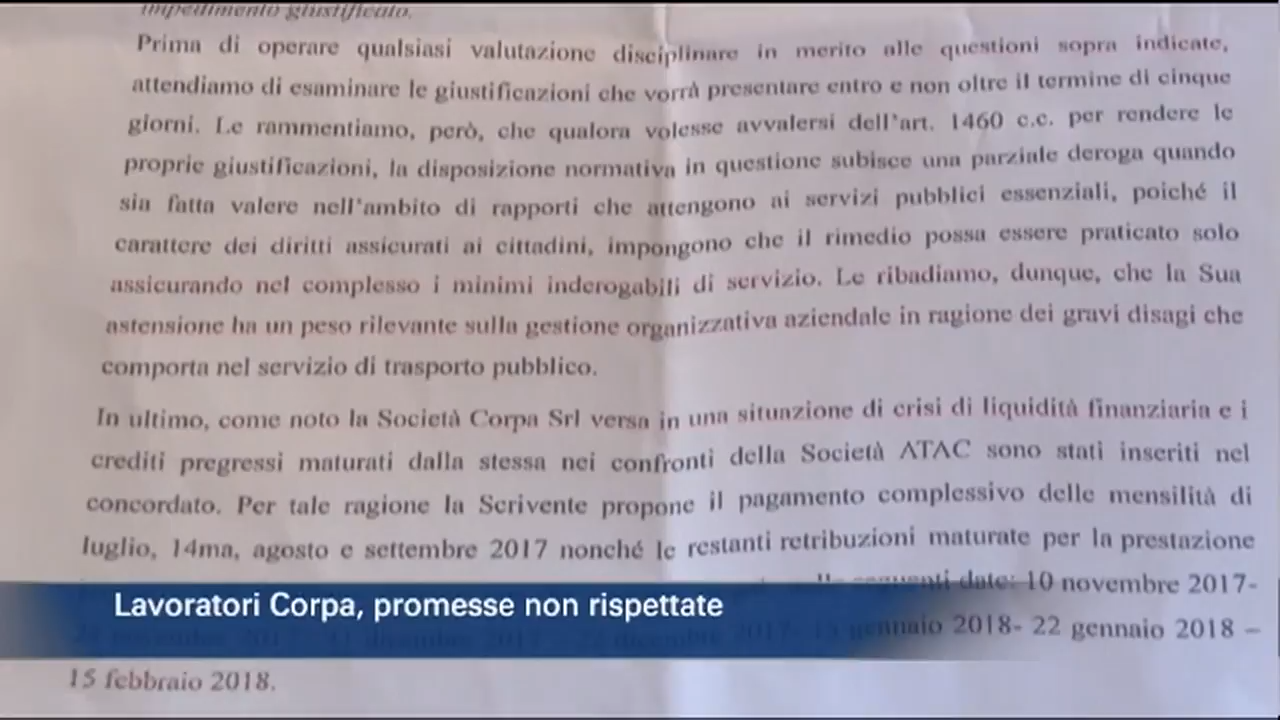 impedimento giustificato.
Prima di operare qualsiasi valutazione disciplinare in merito alle questioni sopra indicate,
attendiamo di esaminare le giustificazioni che vorrà presentare entro e non oltre il termine di cinque
giorni. Le rammentiamo, però, che qualora volesse avvalersi dell'art. 1460 c.c. per rendere le
proprie giustificazioni, la disposizione normativa in questione subisce una parziale deroga quando
sia fatta valere nell'ambito di rapporti che attengono ai servizi pubblici essenziali, poiché il
carattere dei diritti assicurati ai cittadini, impongono che il rimedio possa essere praticato solo
assicurando nel complesso i minimi inderogabili di servizio. Le ribadiamo, dunque, che la Sua
astensione ha un peso rilevante sulla gestione organizzativa aziendale in ragione dei gravi disagi che
comporta nel servizio di trasporto pubblico.
In ultimo, come noto la Società Corpa Srl versa in una situazione di crisi di liquidità finanziaria e i
crediti pregressi maturati dalla stessa nei confronti della Società ATAC sono stati inseriti nel
concordato. Per tale ragione la Scrivente propone il pagamento complessivo delle mensilità di
luglio, 14ma, agosto e settembre 2017 nonché le restanti retribuzioni maturate per la prestazione
seguenti date: 10 novembre 2017-
Lavoratori Corpa, promesse non rispettate
gennaio 2018- 22 gennaio 2018 –
15 febbraio 2018.